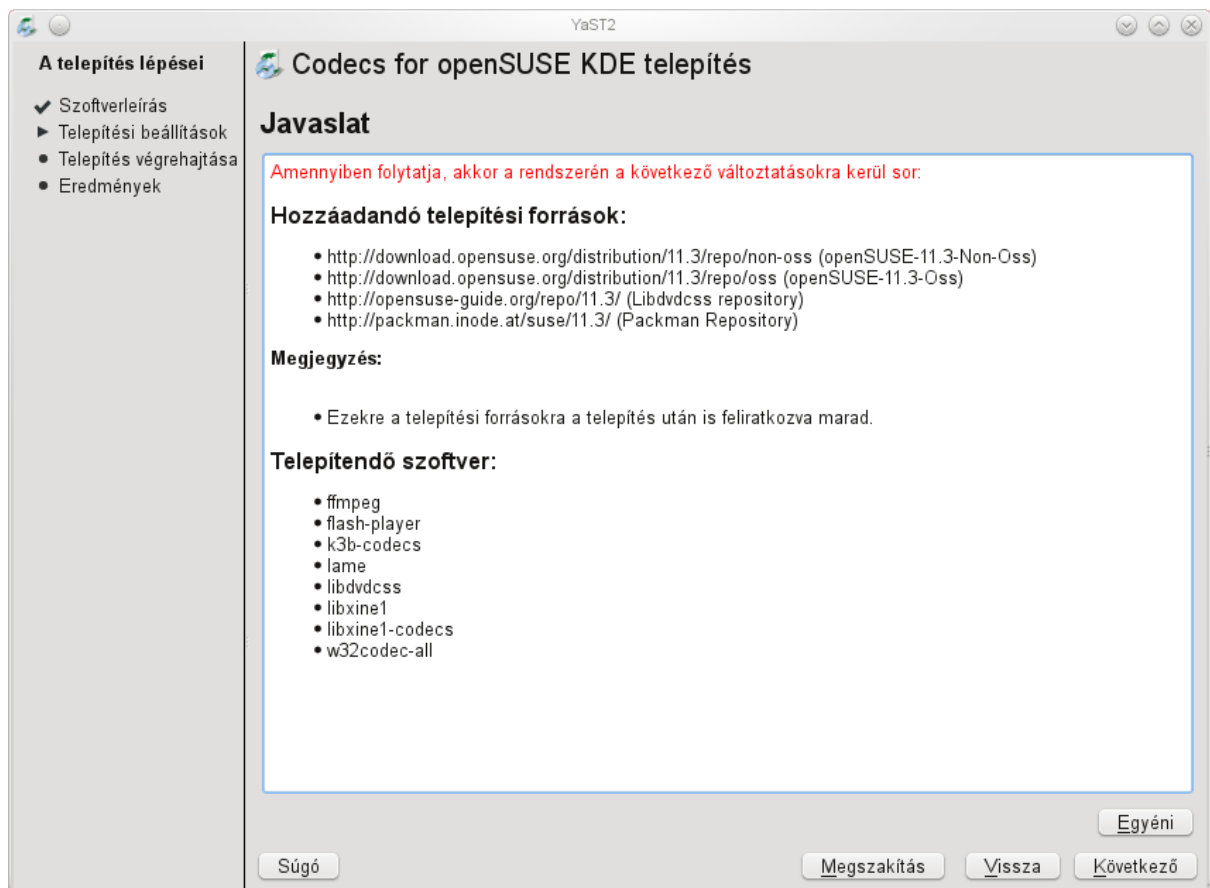 YaST2
A telepítés lépései
Szoftverleírás
Telepítési beállítások
Telepítés végrehajtása
Eredmények
Codecs for openSUSE KDE telepítés
Javaslat
Amennyiben folytatja, akkor a rendszerén a következő változtatásokra kerül sor:
Hozzáadandó telepítési források:
• http://download.opensuse.org/distribution/11.3/repo/non-oss (openSUSE-11.3-Non-Oss)
• http://download.opensuse.org/distribution/11.3/repo/oss (openSUSE-11.3-Oss)
• http://opensuse-guide.org/repo/11.3/ (Libdvdcss repository)
• http://packman.inode.at/suse/11.3/ (Packman Repository)
Megjegyzés:
• Ezekre a telepítési forrásokra a telepítés után is feliratkozva marad.
Telepítendő szoftver:
• ffmpeg
• flash-player
• k3b-codecs
• lame
• libdvdcss
• libxine1
• libxine1-codecs
• w32codec-all
Egyéni
Súgó
Megszakítás
Vissza
Következő